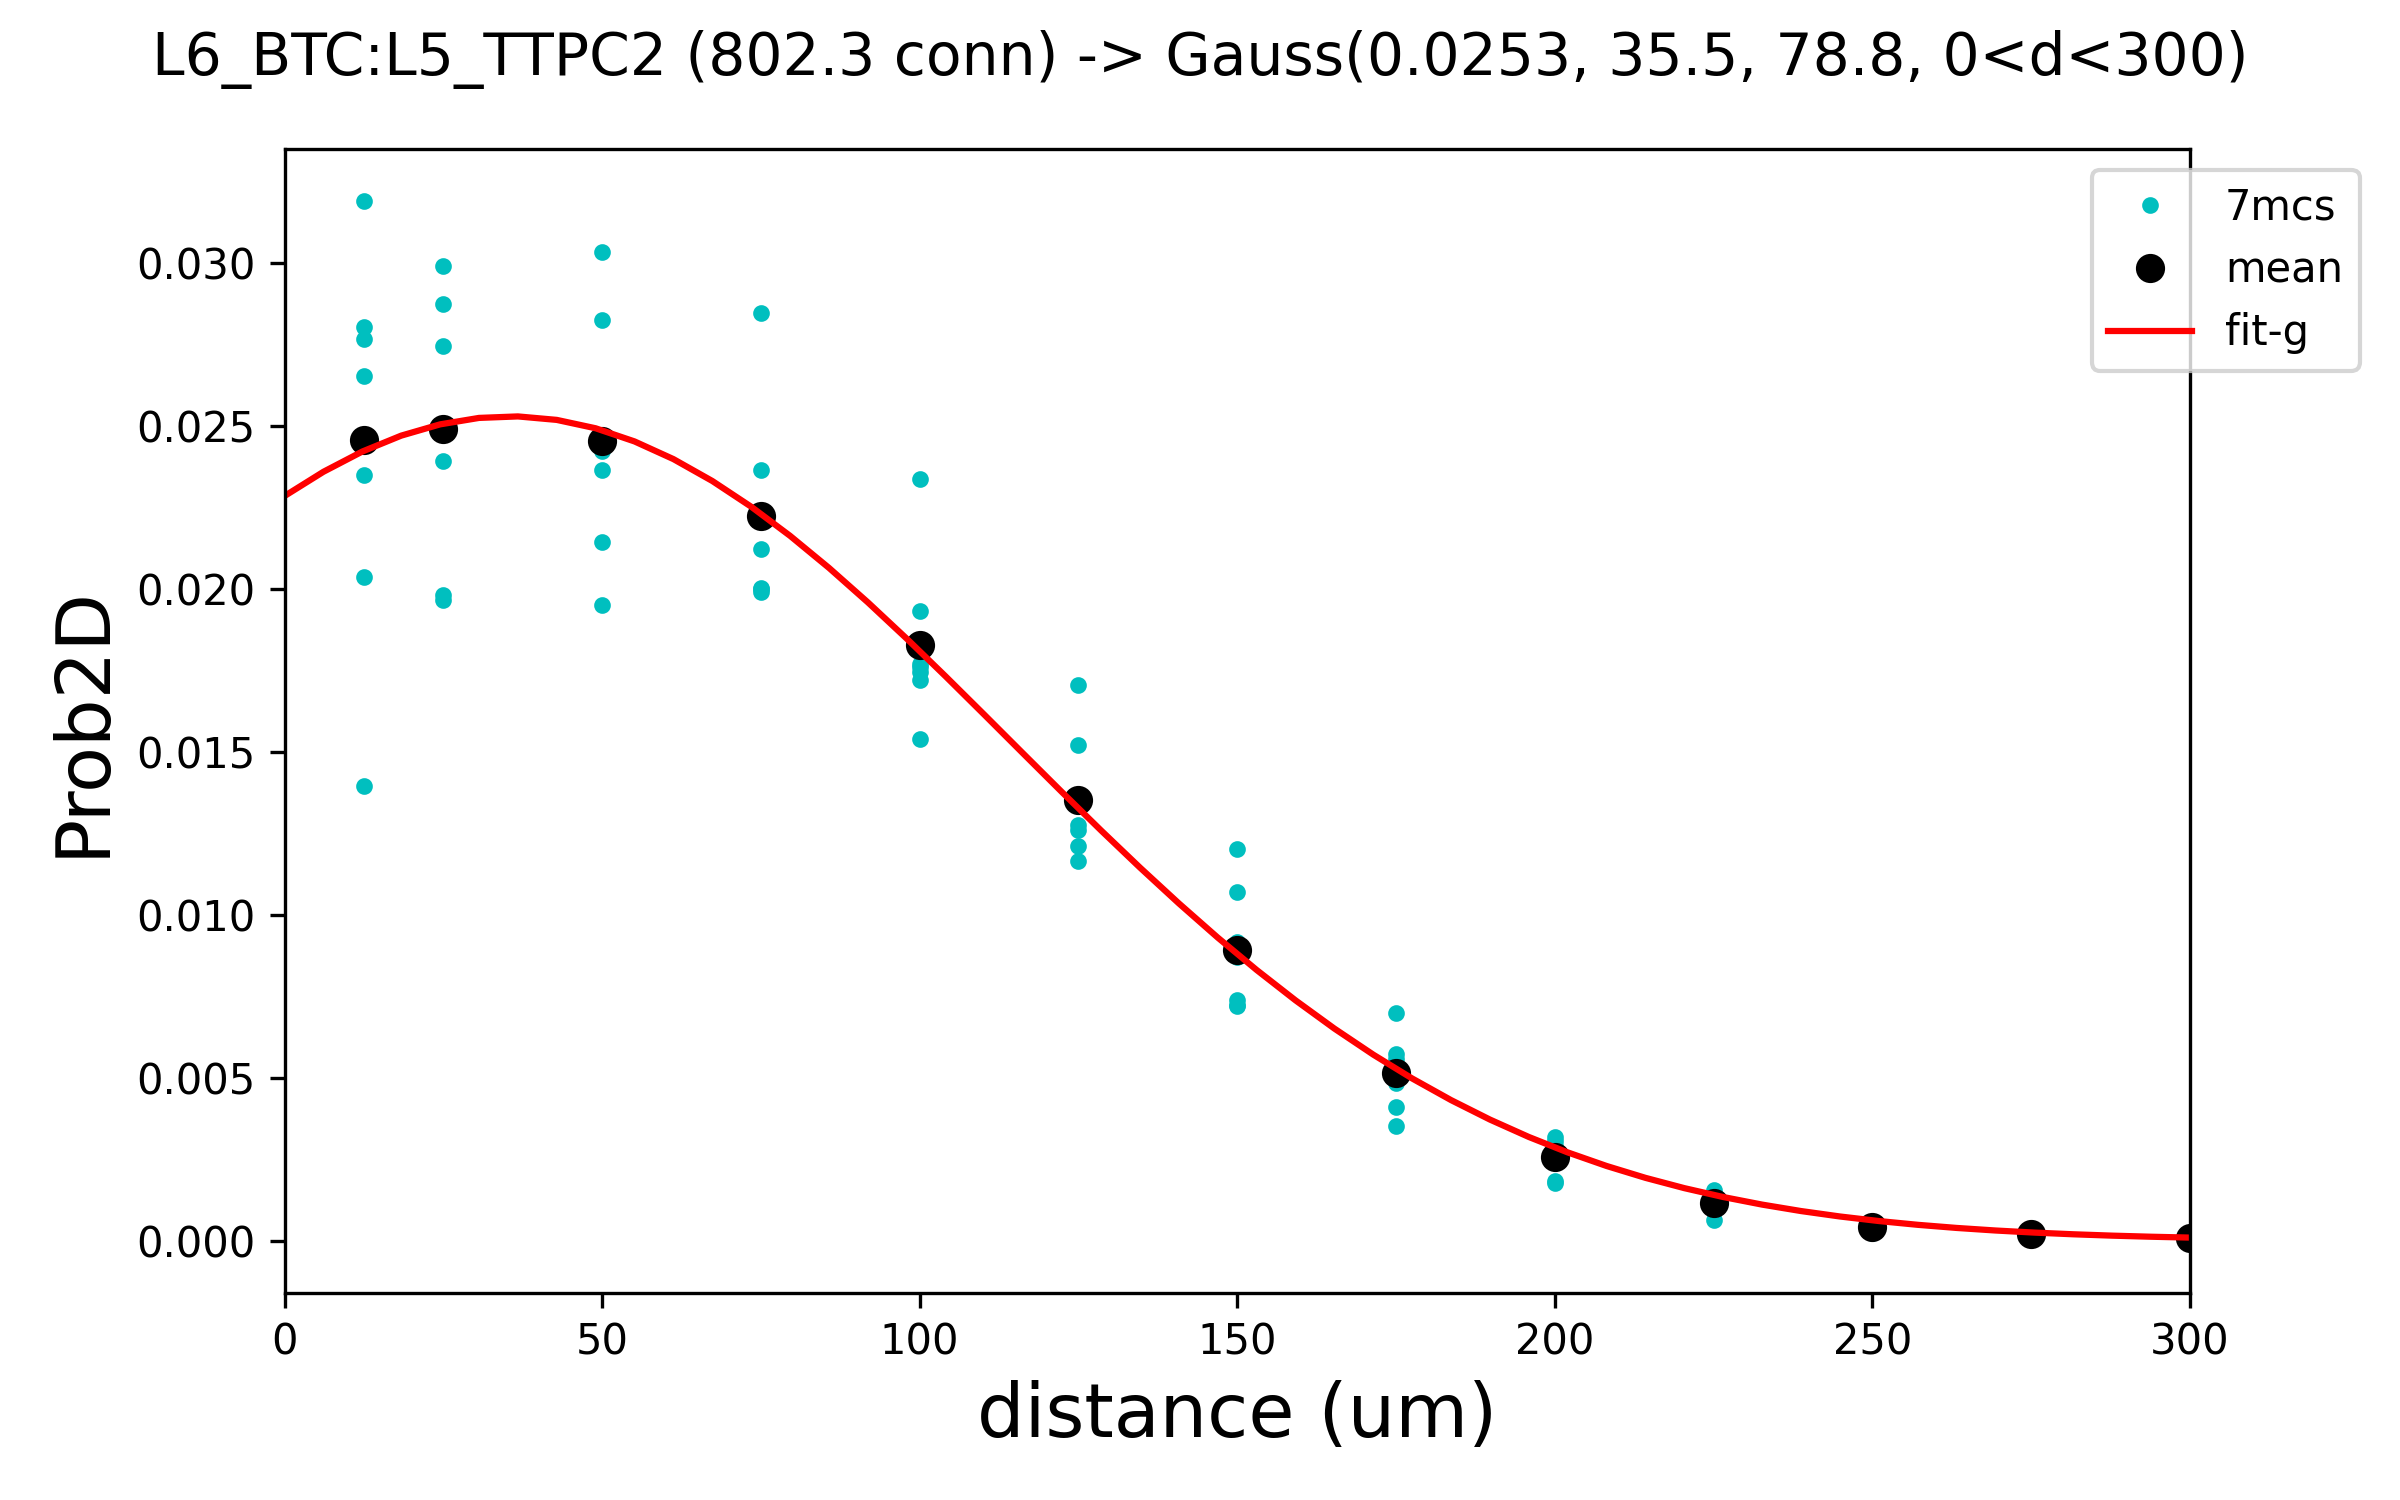 L6_BTC:L5_TTPC2 (802.3 conn) -> Gauss(0.0253, 35.5, 78.8, 0<d<300)
7mcs
mean
fit-g
Prob2D
0.030
0.025
0.020
0.015
0.010
0.005
0.000
0 50 100 150 200 250 300
distance (um)